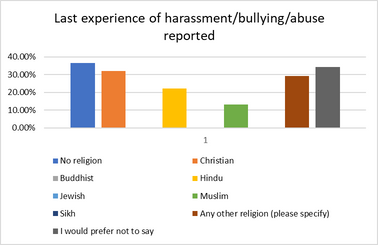 Last experience of harassment/bullying/abuse
reported
40.00%
30.00%
20.00%
10.00%
0.00%
1
No religion
Christian
Buddhist
Hindu
Jewish
Muslim
Sikh
Any other religion (please specify)
I would prefer not to say